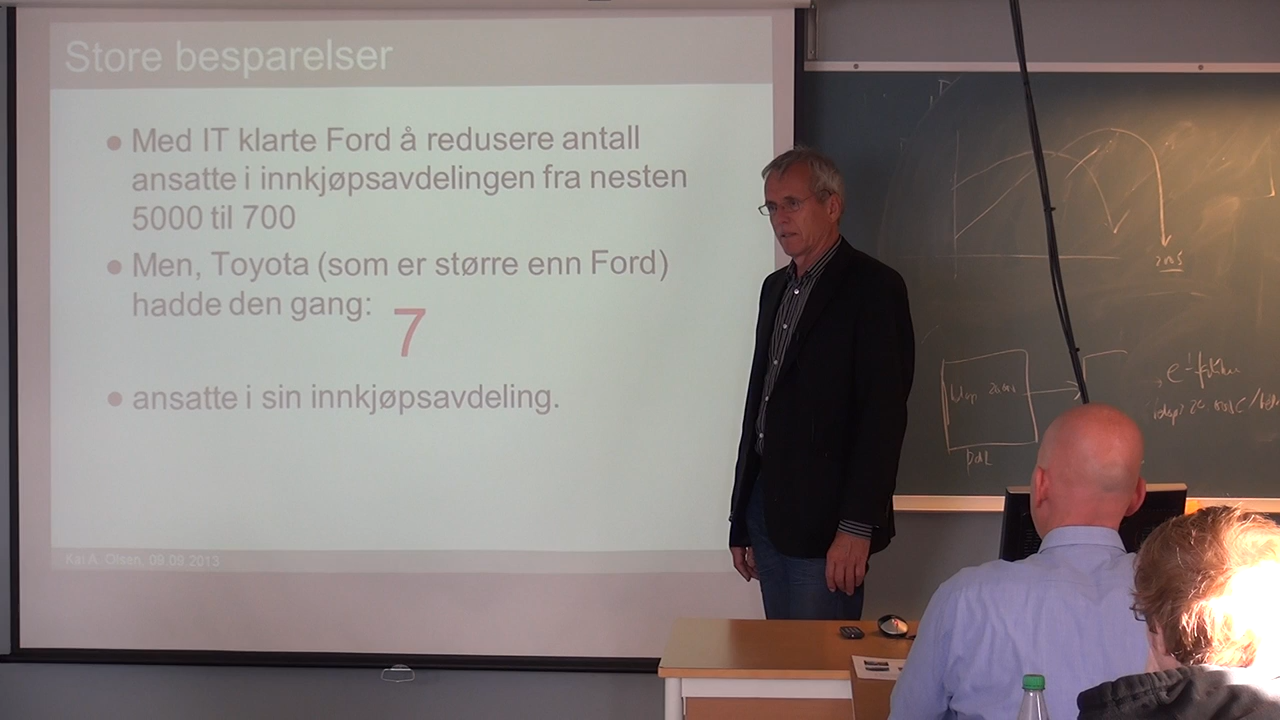 Store besparelser
● Med IT klarte Ford å redusere antall
ansatte i innkjøpsavdelingen fra nesten
5000 til 700
● Men, Toyota (som er større enn Ford)
hadde den gang:
7
● ansatte i sin innkjøpsavdeling.
Kai A. Olsen, 09.09.2013